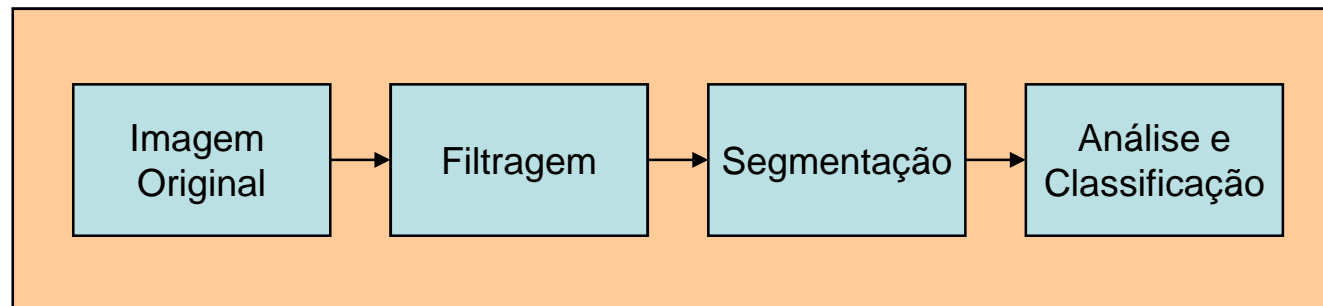 Imagem
Original
Filtragem
Segmentação
Análise e
Classificação